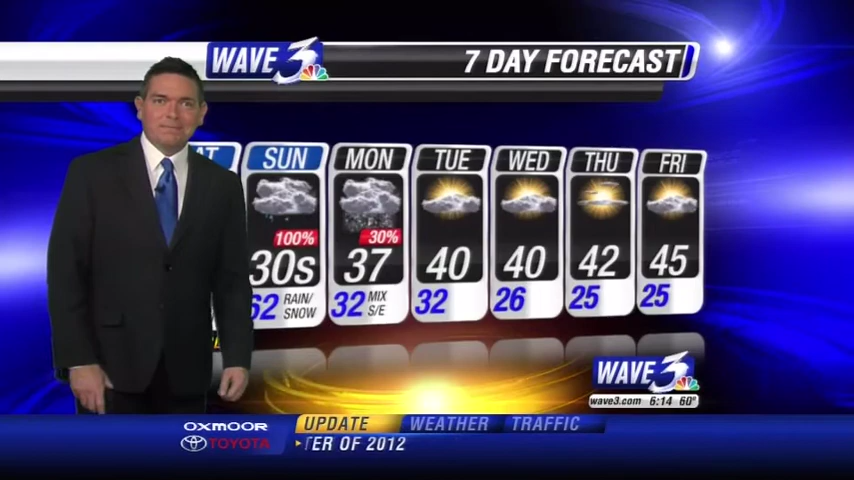 WAVE 3
7 DAY FORECAST
AT SUN MON TUE WED THU FRI
100% 30%
30s 37 40 40 42 45
62 RAIN/ SNOW 32 MIX S/E 32 26 25 25
WAVE 3
wave3.com 6:14 60°
OXMOOR UPDATE WEATHER TRAFFIC
TOYOTA TER OF 2012